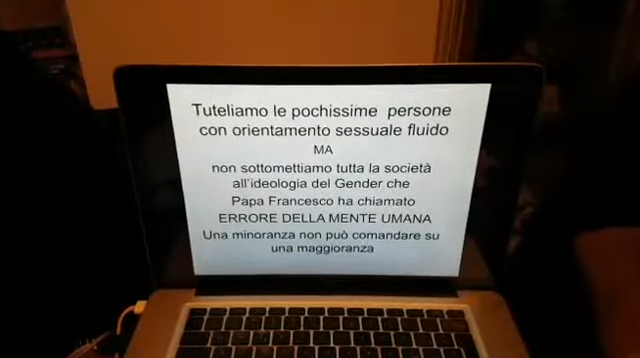 Tuteliamo le pochissime persone
con orientamento sessuale fluido
MA
non sottomettiamo tutta la società
all'ideologia del Gender che
Papa Francesco ha chiamato
ERRORE DELLA MENTE UMANA
Una minoranza non può comandare su
una maggioranza